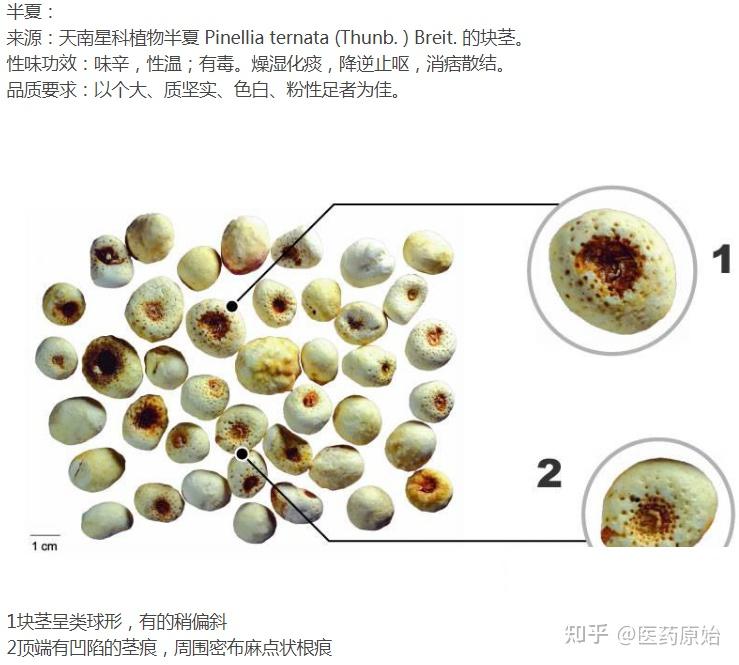 半夏：
来源：天南星科植物半夏 Pinellia ternata (Thunb. ) Breit. 的块茎。
性味功效：味辛，性温；有毒。燥湿化痰，降逆止呕，消痞散结。
品质要求：以个大、质坚实、色白、粉性足者为佳。
1
2
1 cm
1块茎呈类球形，有的稍偏斜
2顶端有凹陷的茎痕，周围密布麻点状根痕
知乎 @医药原始